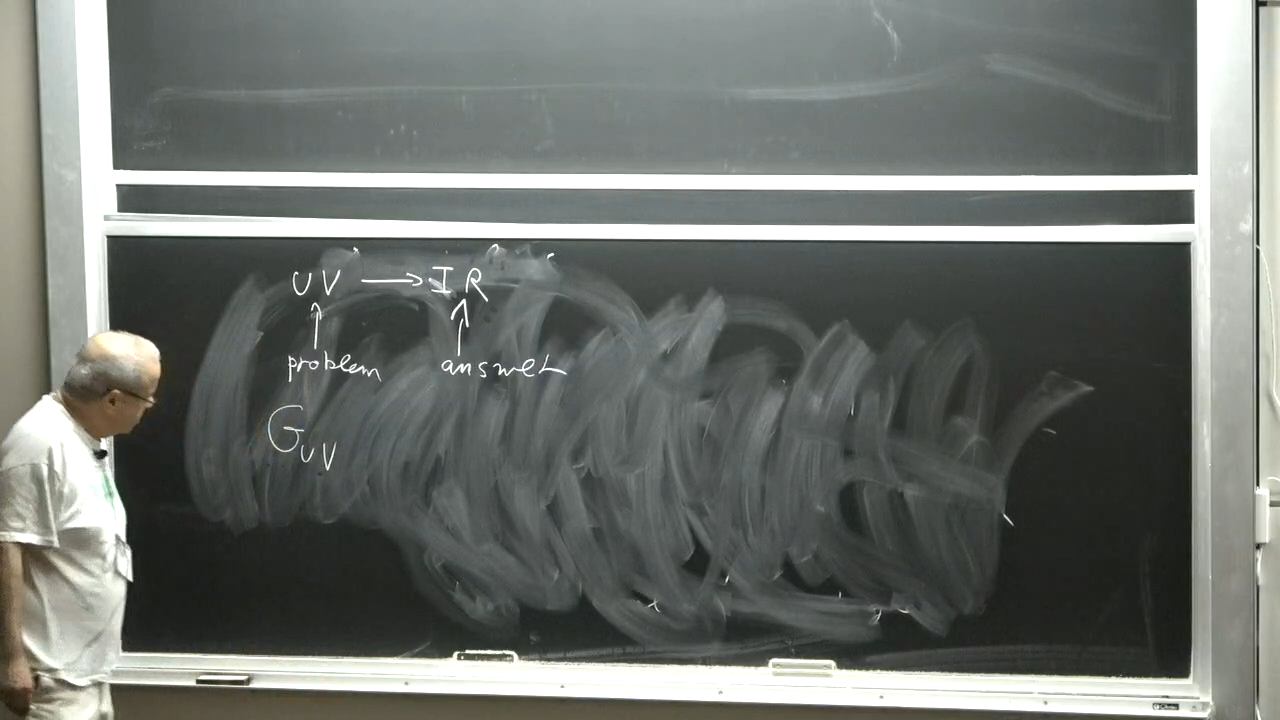 UV → IR
↑ ↑
problem answer
G_UV